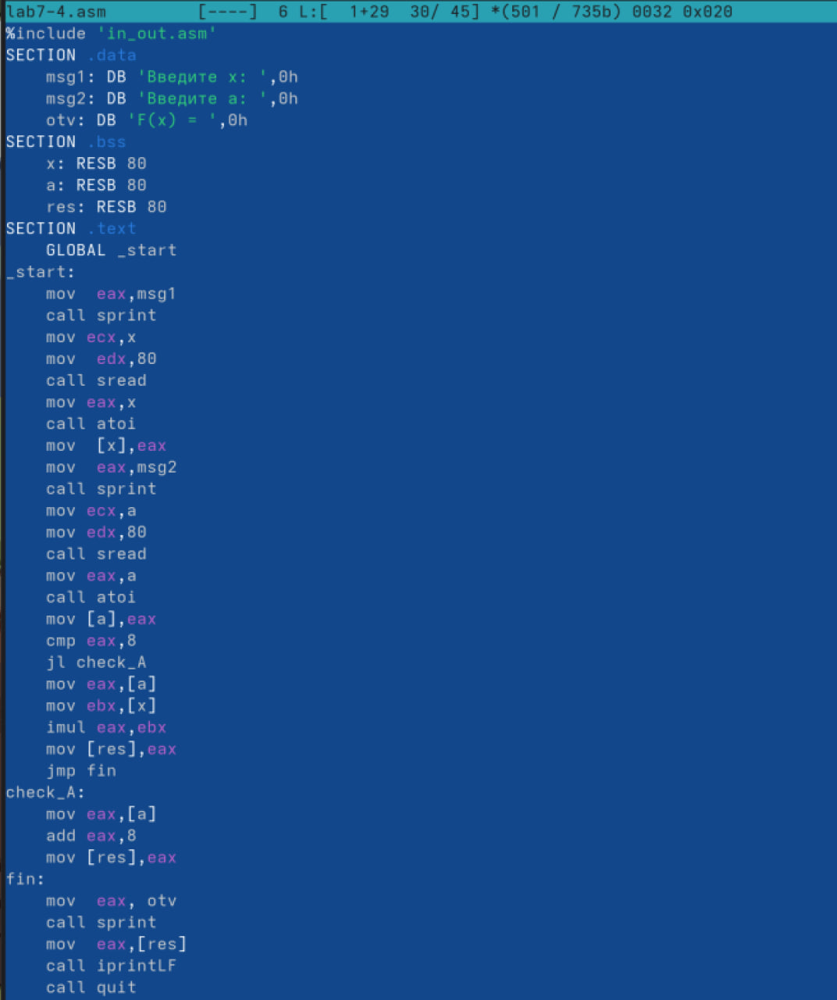 lab7-4.asm [----] 6 L:[ 1+29 30/ 45] *(501 / 735b) 0032 0x020
%include 'in_out.asm'
SECTION .data
msg1: DB 'Введите x: ',0h
msg2: DB 'Введите a: ',0h
otv: DB 'F(x) = ',0h
SECTION .bss
x: RESB 80
a: RESB 80
res: RESB 80
SECTION .text
GLOBAL _start
_start:
mov eax,msg1
call sprint
mov ecx,x
mov edx,80
call sread
mov eax,x
call atoi
mov [x],eax
mov eax,msg2
call sprint
mov ecx,a
mov edx,80
call sread
mov eax,a
call atoi
mov [a],eax
cmp eax,8
jl check_A
mov eax,[a]
mov ebx,[x]
imul eax,ebx
mov [res],eax
jmp fin
check_A:
mov eax,[a]
add eax,8
mov [res],eax
fin:
mov eax, otv
call sprint
mov eax,[res]
call iprintLF
call quit